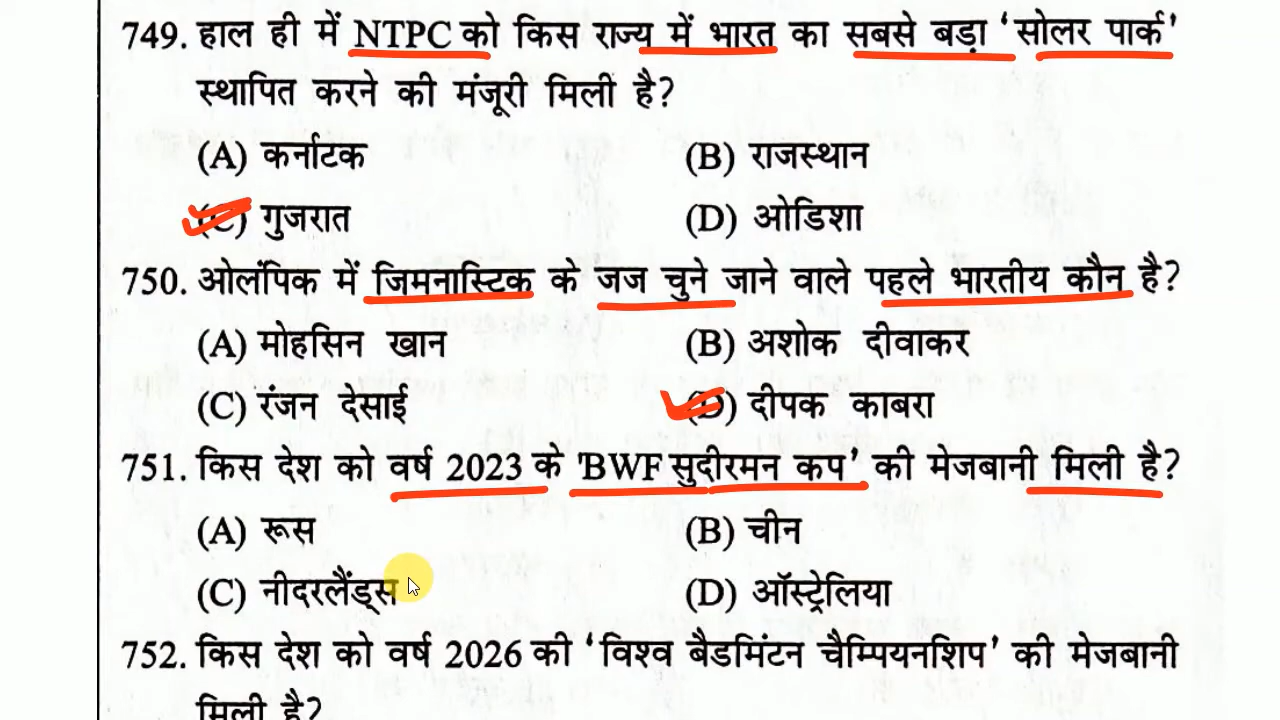 749. हाल ही में NTPC को किस राज्य में भारत का सबसे बड़ा ‘सोलर पार्क’
स्थापित करने की मंजूरी मिली है?
(A) कर्नाटक (B) राजस्थान
(C) गुजरात (D) ओडिशा
750. ओलंपिक में जिमनास्टिक के जज चुने जाने वाले पहले भारतीय कौन है?
(A) मोहसिन खान (B) अशोक दीवाकर
(C) रंजन देसाई (D) दीपक काबरा
751. किस देश को वर्ष 2023 के 'BWF सुदीरमन कप’ की मेजबानी मिली है?
(A) रूस (B) चीन
(C) नीदरलैंड्स (D) ऑस्ट्रेलिया
752. किस देश को वर्ष 2026 की ‘विश्व बैडमिंटन चैम्पियनशिप’ की मेजबानी
मिली है?